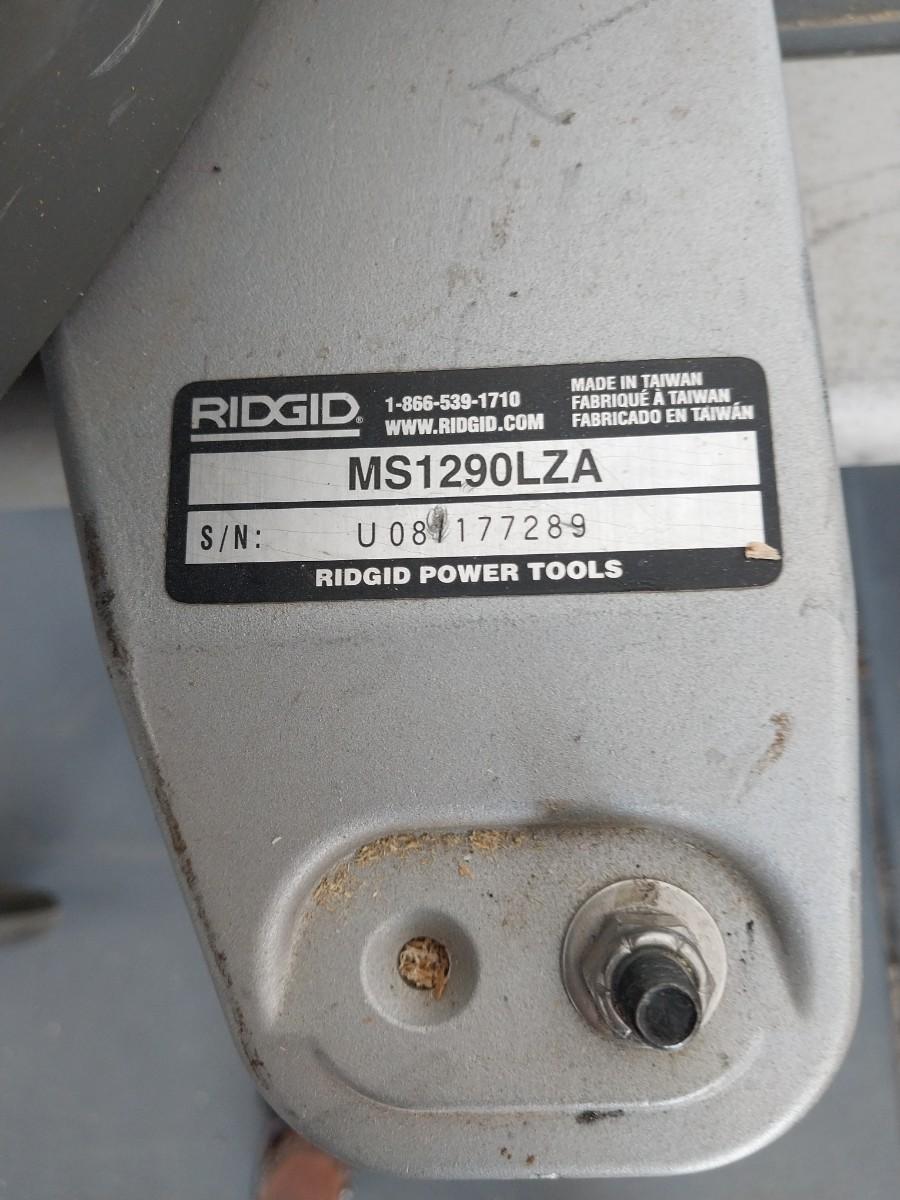 RIDGID®
1-866-539-1710
WWW.RIDGID.COM
MADE IN TAIWAN
FABRIQUÉ À TAIWAN
FABRICADO EN TAIWÁN
MS1290LZA
S/N: U 081177289
RIDGID POWER TOOLS